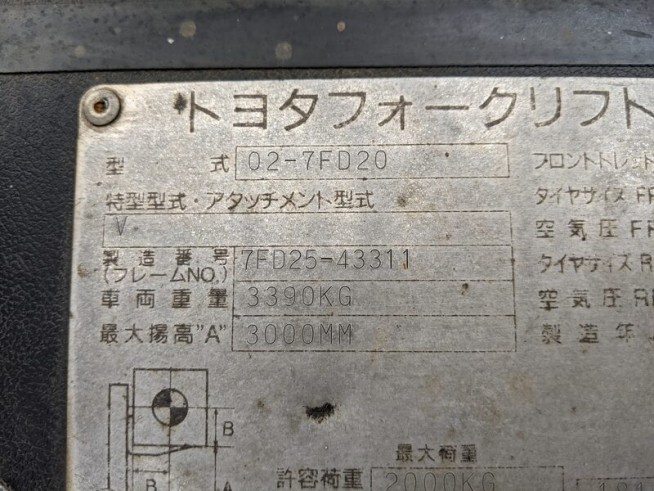 トヨタフォークリフト
型 式 02-7FD20 フロントトレット
特型型式・アタッチメント型式 タイヤサイズ FR
V 空気圧 FR
製造番号 7FD25-43311 タイヤサイズ R
(フレームNO.)
車両重量 3390KG 空気圧 R
最大揚高"A" 3000MM 製造年
B
最大荷重
B A 許容荷重 2000KG